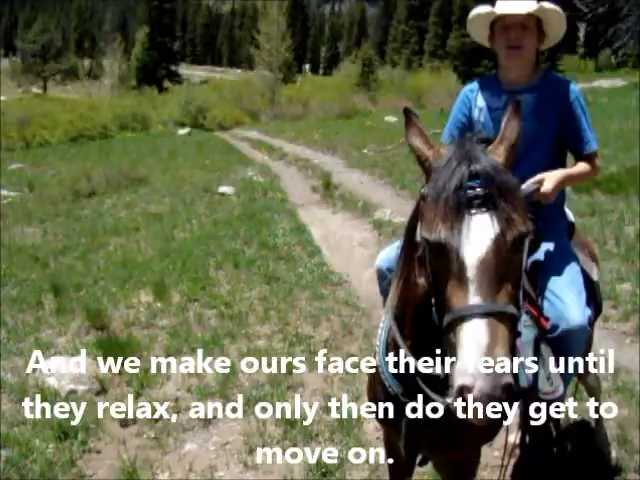 And we make ours face their fears until
they relax, and only then do they get to
move on.